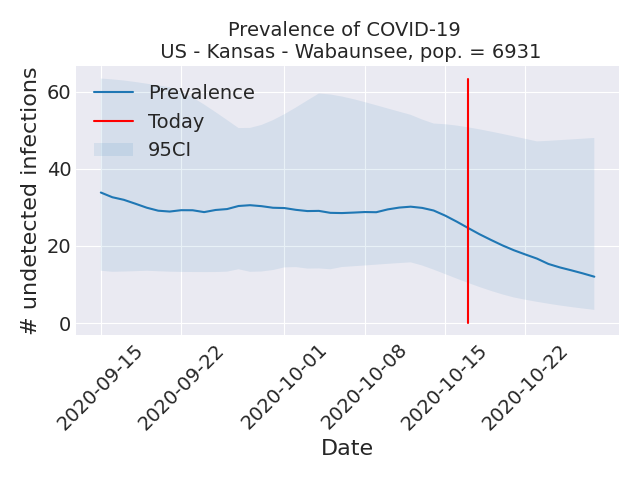 Prevalence of COVID-19
US - Kansas - Wabaunsee, pop. = 6931
# undetected infections
60
40
20
0
Prevalence
Today
95CI
2020-09-15
2020-09-22
2020-10-01
2020-10-08
2020-10-15
2020-10-22
Date